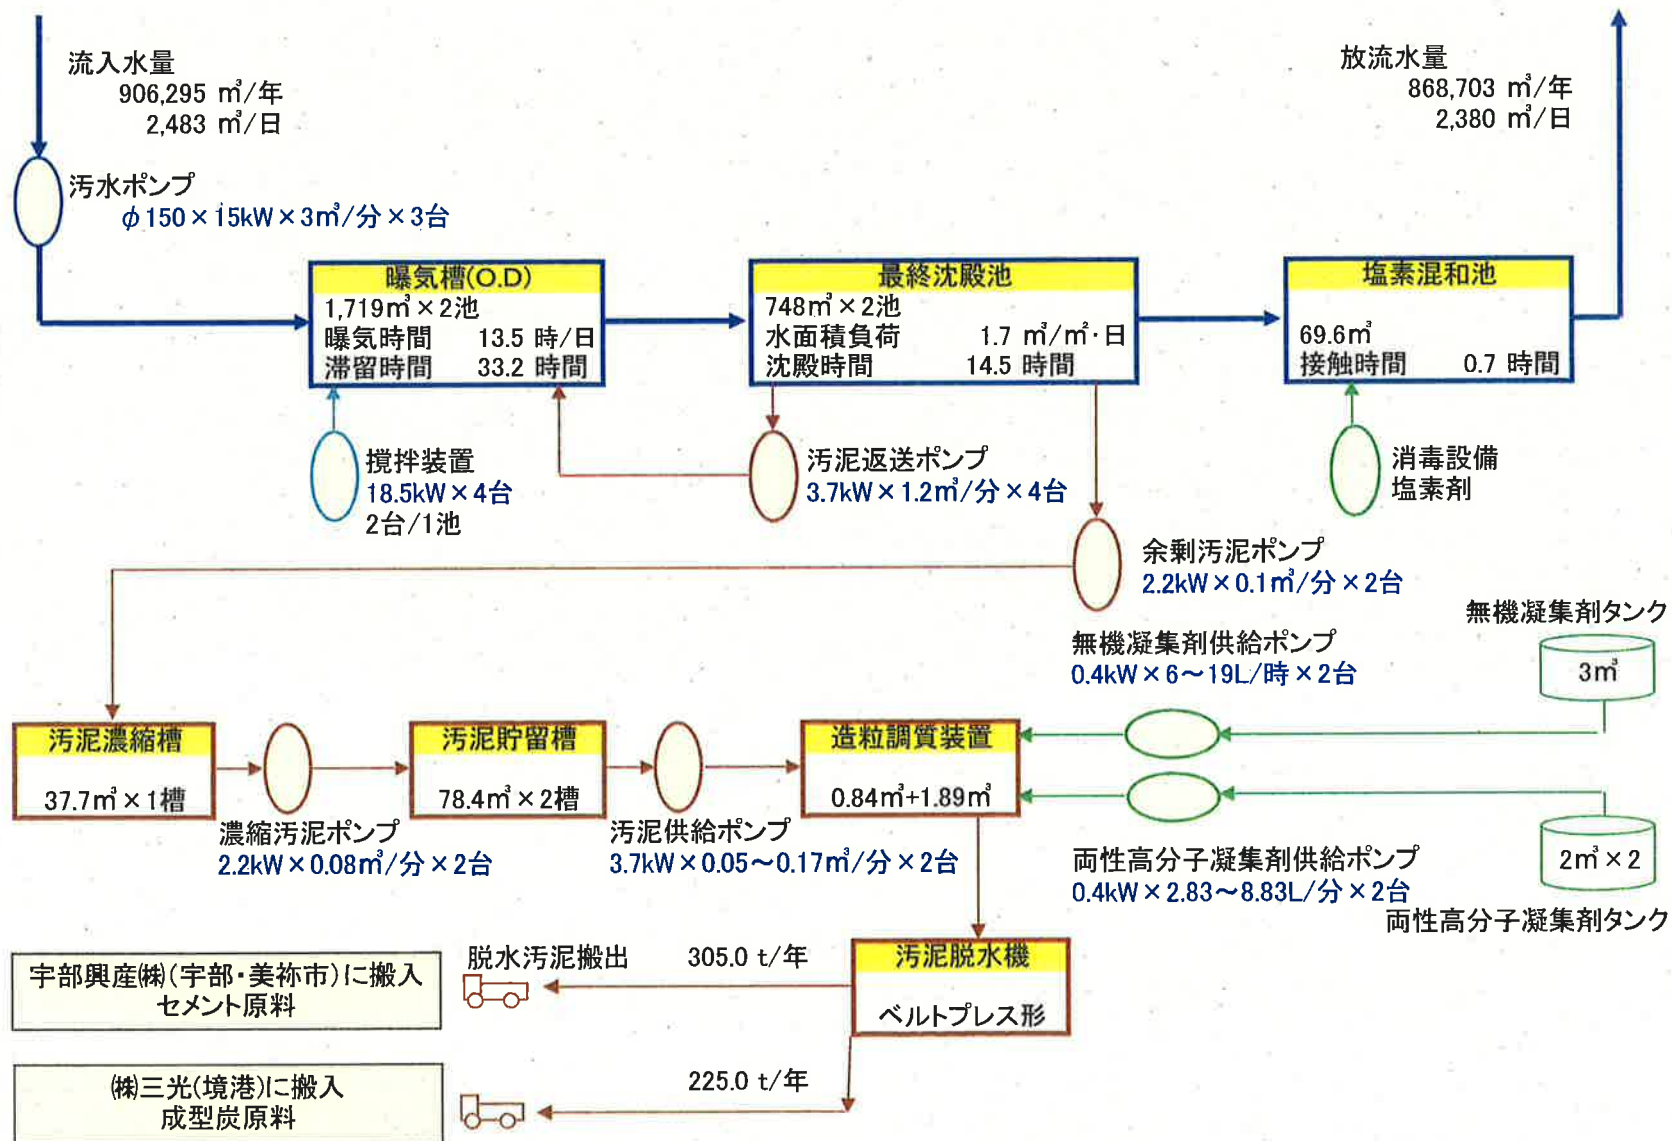 流入水量
906,295 ㎥/年
2,483 ㎥/日
放流水量
868,703 ㎥/年
2,380 ㎥/日
汚水ポンプ
φ150×15kW×3㎥/分×3台
曝気槽(O.D)
1,719㎥×2池
曝気時間 13.5 時/日
滞留時間 33.2 時間
最終沈殿池
748㎥×2池
水面積負荷 1.7 ㎥/㎡・日
沈殿時間 14.5 時間
塩素混和池
69.6㎥
接触時間 0.7 時間
撹拌装置
18.5kW×4台
2台/1池
汚泥返送ポンプ
3.7kW×1.2㎥/分×4台
消毒設備
塩素剤
余剰汚泥ポンプ
2.2kW×0.1㎥/分×2台
無機凝集剤タンク
3㎥
無機凝集剤供給ポンプ
0.4kW×6～19L/時×2台
汚泥濃縮槽
37.7㎥×1槽
汚泥貯留槽
78.4㎥×2槽
造粒調質装置
0.84㎥+1.89㎥
濃縮汚泥ポンプ
2.2kW×0.08㎥/分×2台
汚泥供給ポンプ
3.7kW×0.05～0.17㎥/分×2台
両性高分子凝集剤供給ポンプ
0.4kW×2.83～8.83L/分×2台
2㎥×2
両性高分子凝集剤タンク
汚泥脱水機
ベルトプレス形
脱水汚泥搬出 305.0 t/年
宇部興産㈱(宇部・美祢市)に搬入
セメント原料
225.0 t/年
㈱三光(境港)に搬入
成型炭原料